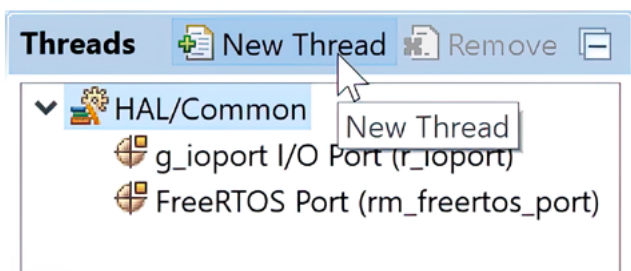 Threads New Thread Remove
HAL/Common
New Thread
g_ioport I/O Port (r_ioport)
FreeRTOS Port (rm_freertos_port)